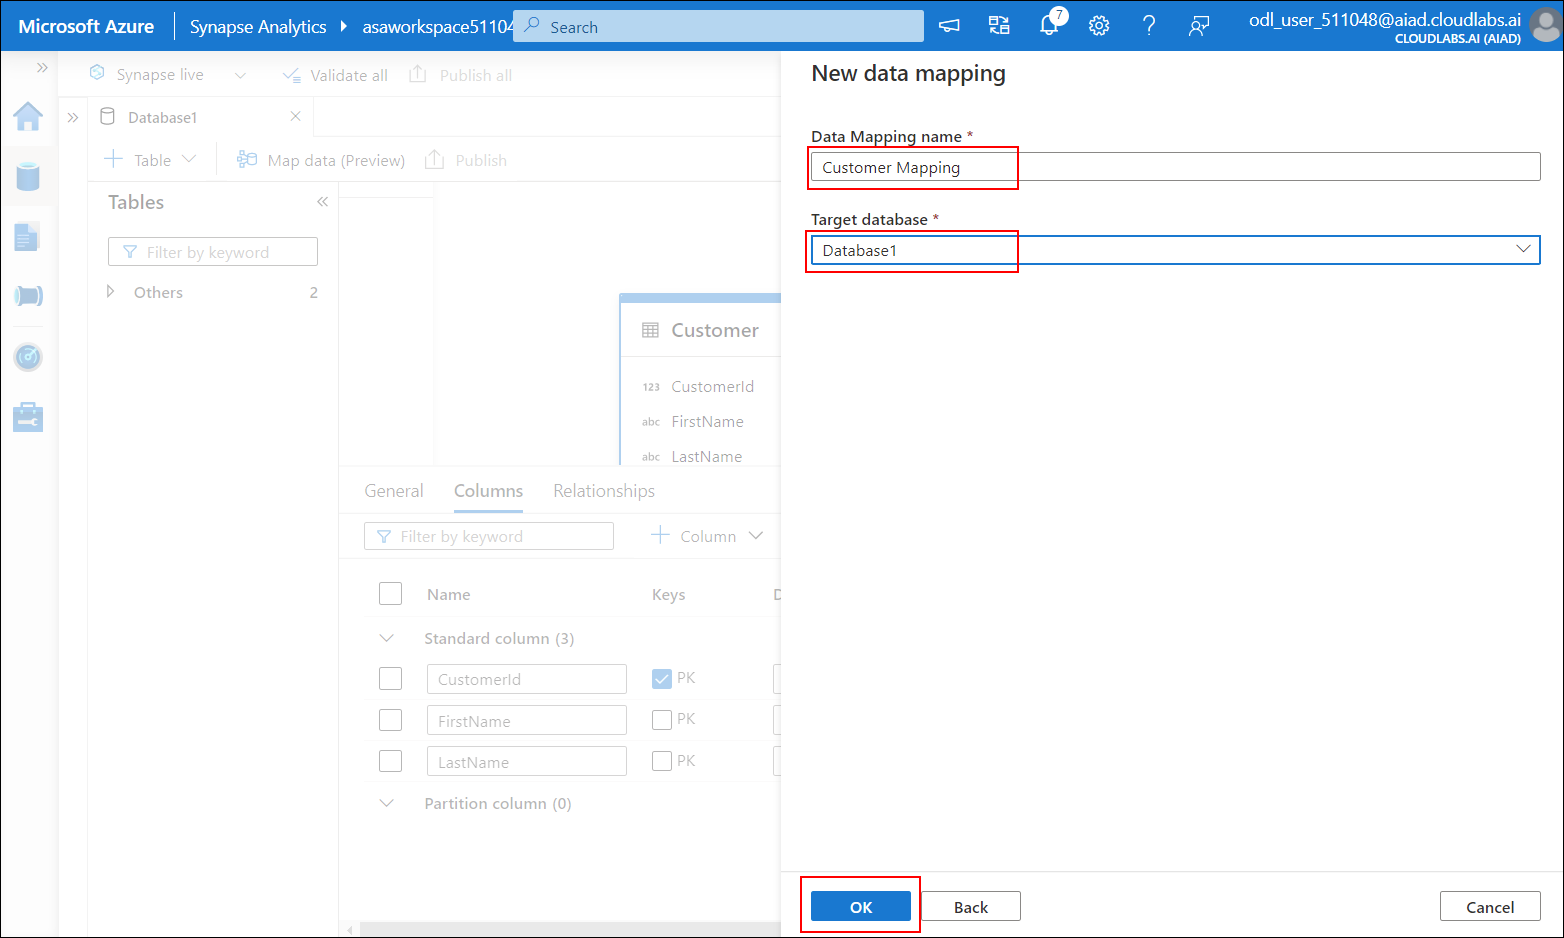 Microsoft Azure
Synapse Analytics
asaworkspace51104
Search
7
odl_user_511048@aiad.cloudlabs.ai
CLOUDLABS.AI (AIAD)
Synapse live
Validate all
Publish all
Database1
Table
Map data (Preview)
Publish
Tables
Filter by keyword
Others 2
Customer
123 CustomerId
abc FirstName
abc LastName
General Columns Relationships
Filter by keyword
Column
Name Keys
Standard column (3)
CustomerId PK
FirstName PK
LastName PK
Partition column (0)
New data mapping
Data Mapping name *
Customer Mapping
Target database *
Database1
OK Back Cancel